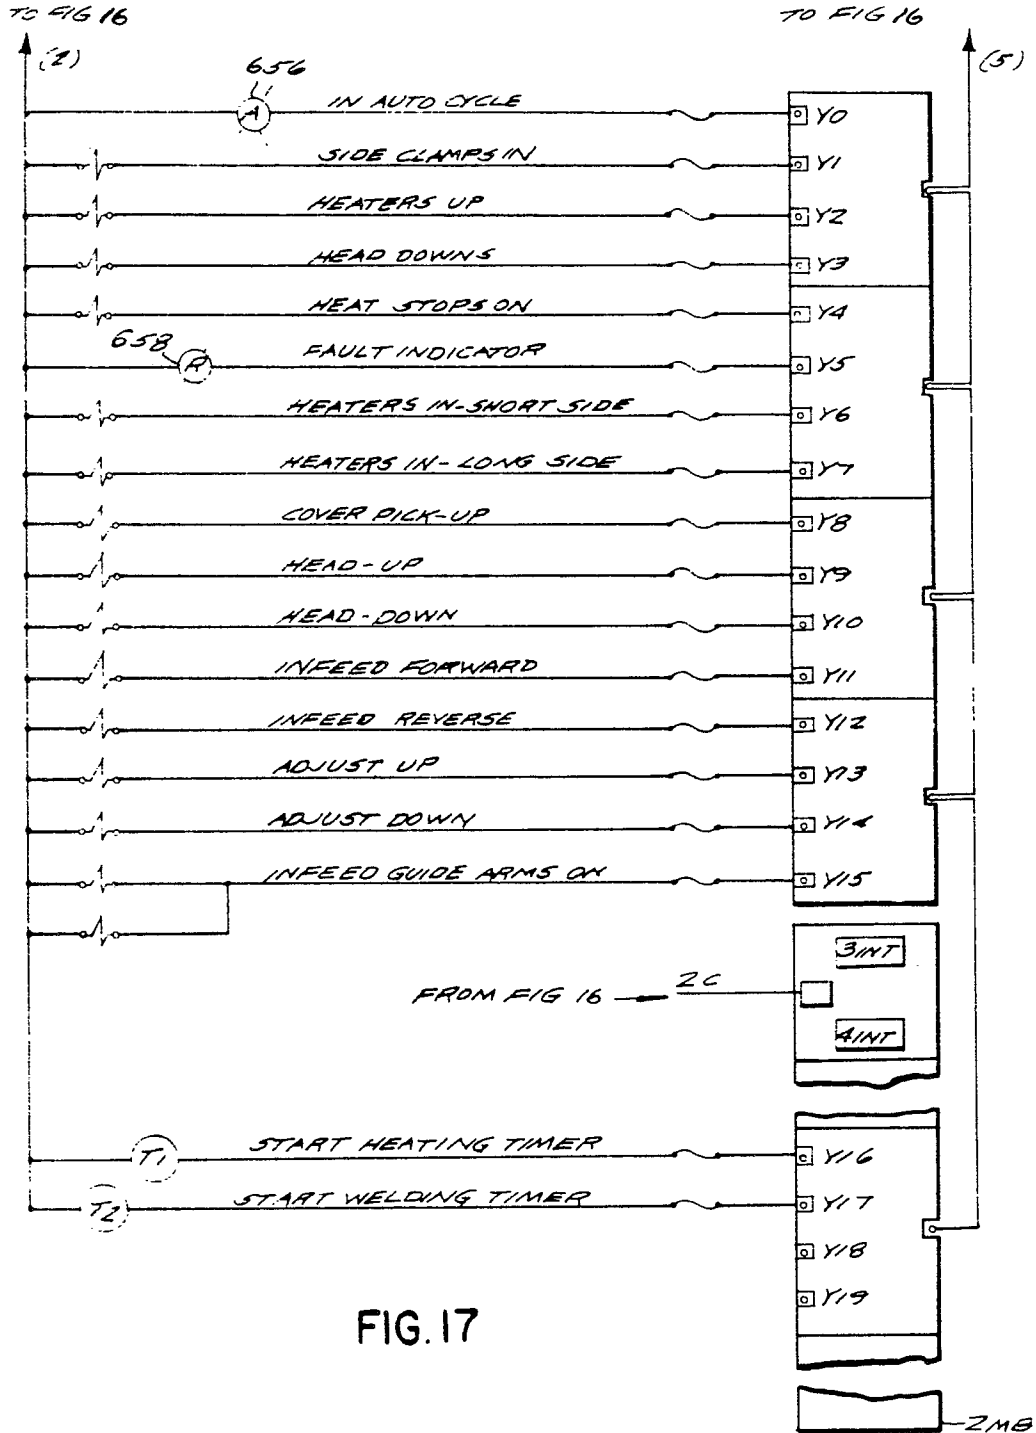 TO FIG 16 TO FIG 16
(2) (5)
656
A IN AUTO CYCLE Y0
SIDE CLAMPS IN Y1
HEATERS UP Y2
HEAD DOWNS Y3
HEAT STOPS ON Y4
658 R FAULT INDICATOR Y5
HEATERS IN-SHORT SIDE Y6
HEATERS IN-LONG SIDE Y7
COVER PICK-UP Y8
HEAD-UP Y9
HEAD-DOWN Y10
INFEED FORWARD Y11
INFEED REVERSE Y12
ADJUST UP Y13
ADJUST DOWN Y14
INFEED GUIDE ARMS ON Y15
3INT
FROM FIG 16 2C
4INT
T1 START HEATING TIMER Y16
T2 START WELDING TIMER Y17
Y18
Y19
FIG. 17
2MB